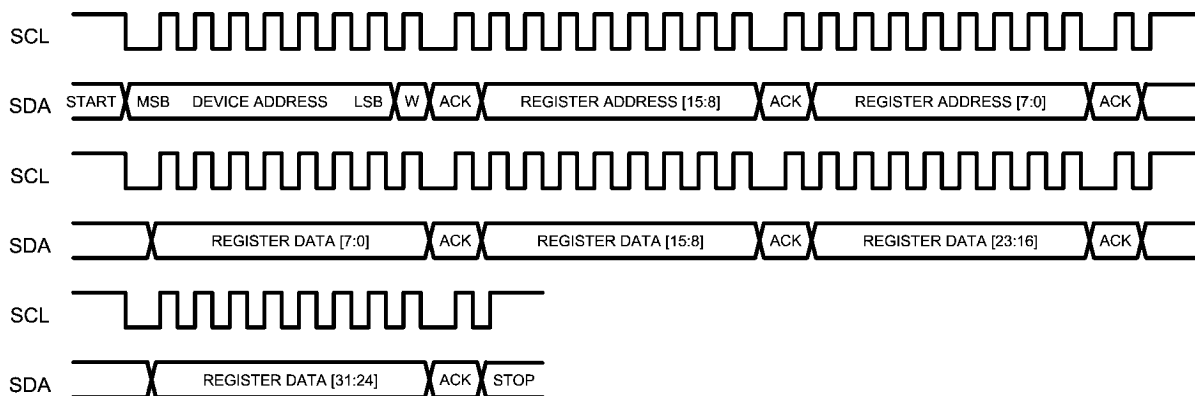 SCL
SDA START MSB DEVICE ADDRESS LSB W ACK REGISTER ADDRESS [15:8] ACK REGISTER ADDRESS [7:0] ACK
SCL
SDA REGISTER DATA [7:0] ACK REGISTER DATA [15:8] ACK REGISTER DATA [23:16] ACK
SCL
SDA REGISTER DATA [31:24] ACK STOP